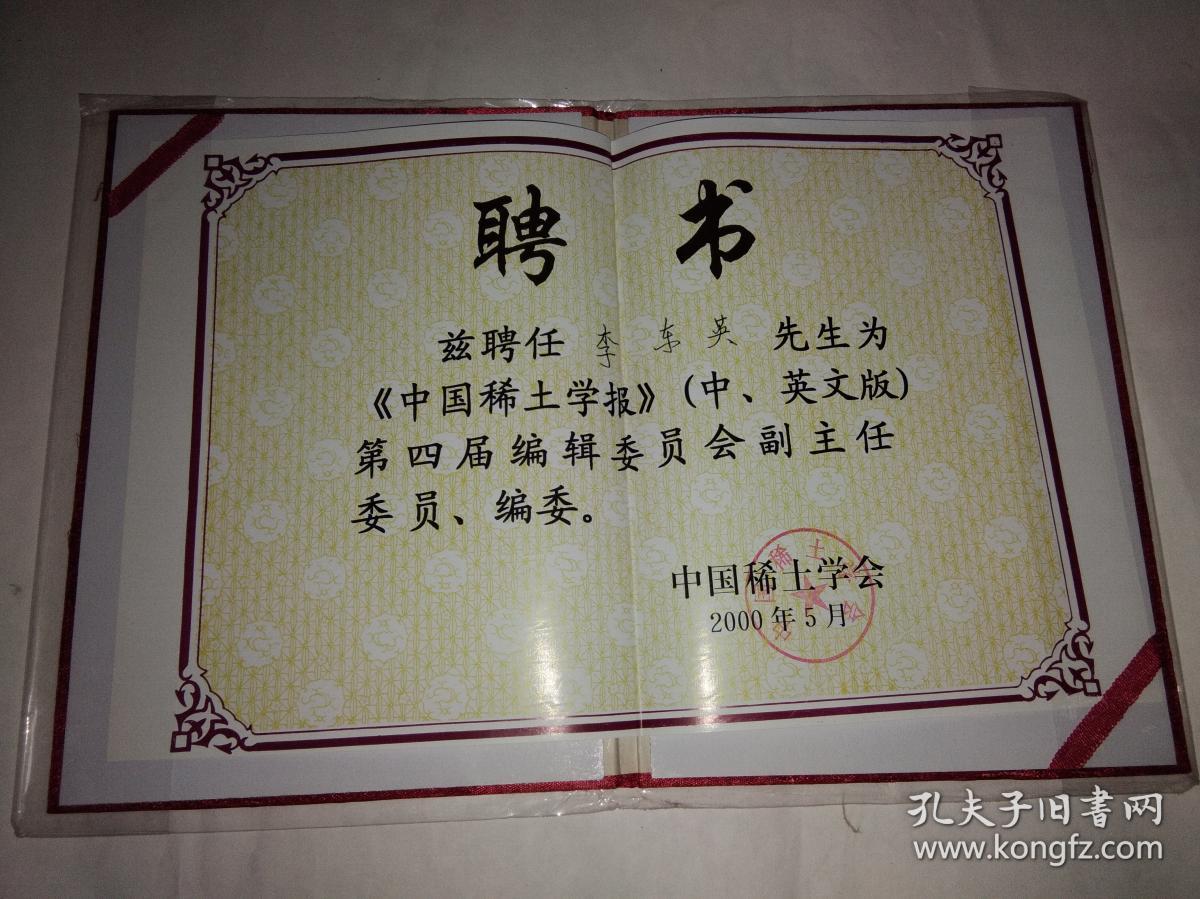 聘 书
兹聘任 李东英 先生为
《中国稀土学报》(中、英文版)
第四届编辑委员会副主任
委员、编委。
中国稀土学会
2000年5月
孔夫子旧書网
www.kongfz.com